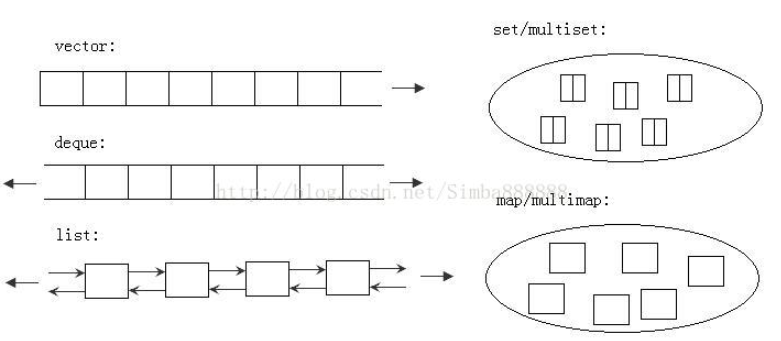 vector:
deque:
list:
set/multiset:
map/multimap:
http://blog.csdn.net/Simba888888